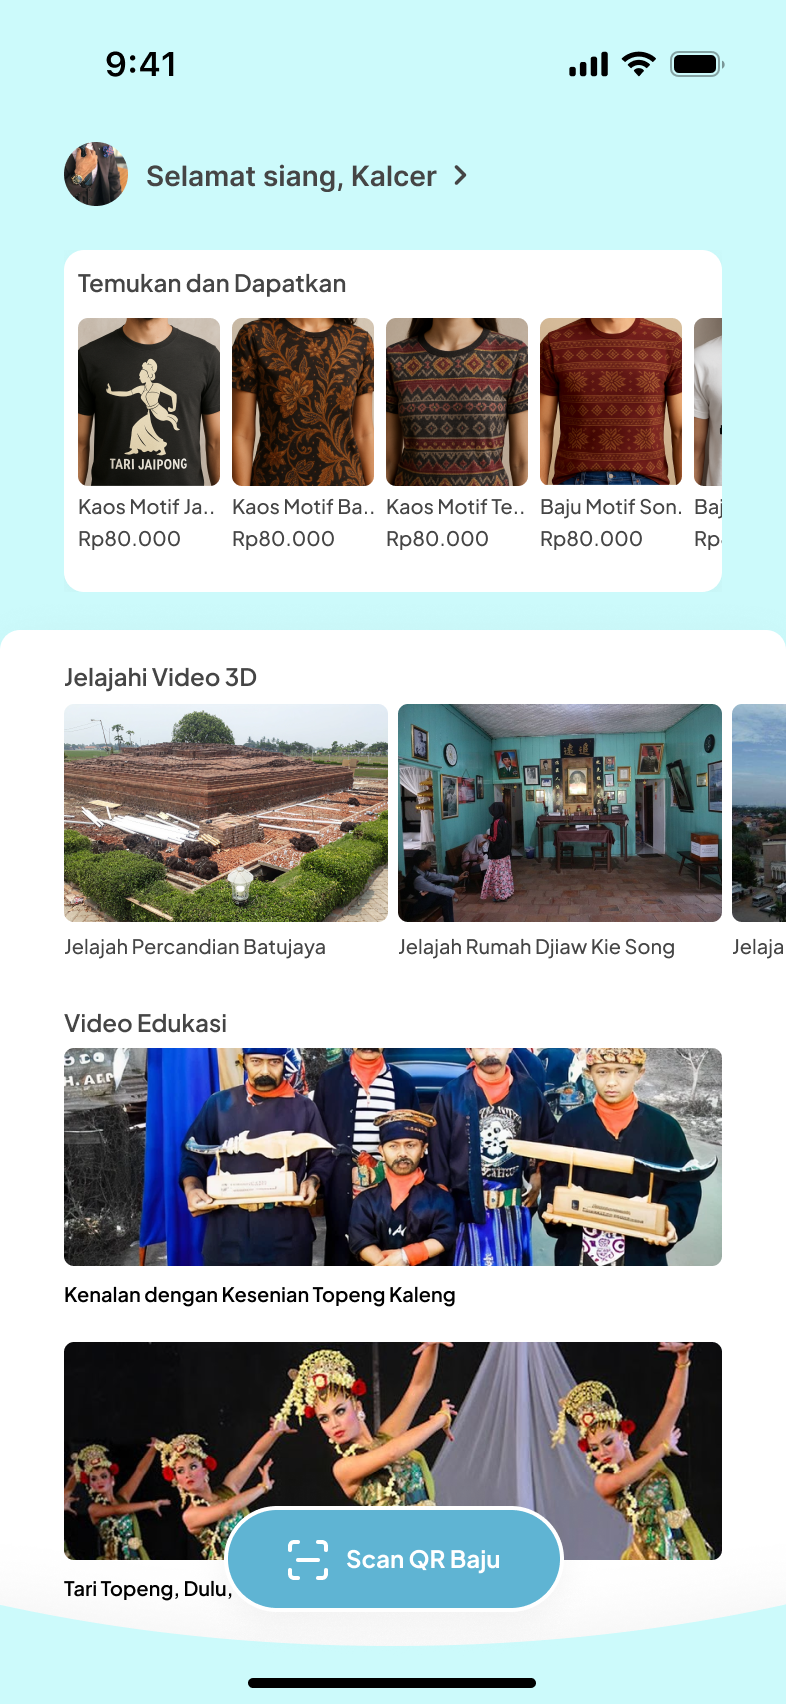 9:41
Selamat siang, Kalcer
Temukan dan Dapatkan
TARI JAIPONG
Kaos Motif Ja..
Rp80.000
Kaos Motif Ba..
Rp80.000
Kaos Motif Te..
Rp80.000
Baju Motif Son.
Rp80.000
Baj
Rp
Jelajahi Video 3D
Jelajah Percandian Batujaya
Jelajah Rumah Djiaw Kie Song
Jelaja
Video Edukasi
Kenalan dengan Kesenian Topeng Kaleng
Tari Topeng, Dulu,
Scan QR Baju